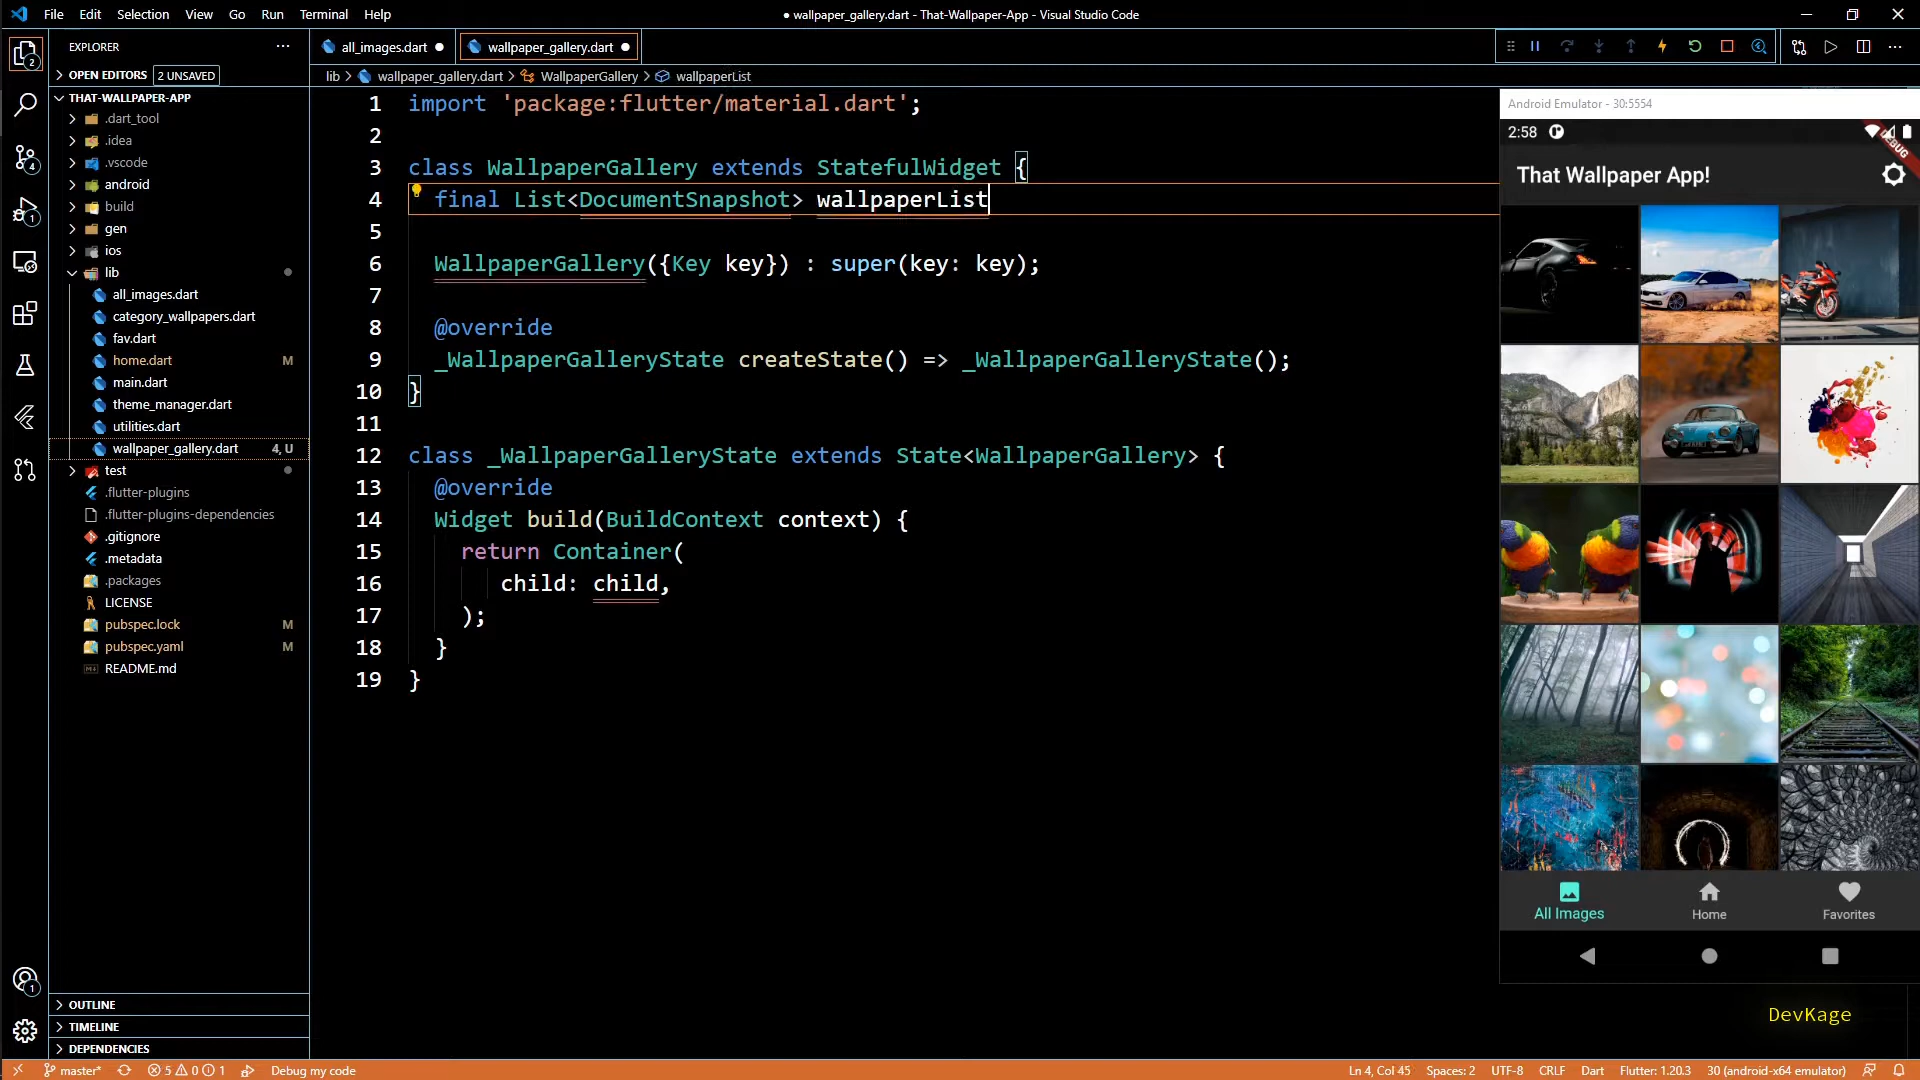 File Edit Selection View Go Run Terminal Help
● wallpaper_gallery.dart - That-Wallpaper-App - Visual Studio Code
EXPLORER
all_images.dart
wallpaper_gallery.dart
OPEN EDITORS 2 UNSAVED
lib > wallpaper_gallery.dart > WallpaperGallery > wallpaperList
THAT-WALLPAPER-APP
.dart_tool
.idea
.vscode
android
build
gen
ios
lib
all_images.dart
category_wallpapers.dart
fav.dart
home.dart M
main.dart
theme_manager.dart
utilities.dart
wallpaper_gallery.dart 4, U
test
.flutter-plugins
.flutter-plugins-dependencies
.gitignore
.metadata
.packages
LICENSE
pubspec.lock M
pubspec.yaml M
README.md
OUTLINE
TIMELINE
DEPENDENCIES
2
4
1
1
1 import 'package:flutter/material.dart';
2
3 class WallpaperGallery extends StatefulWidget {
4 final List<DocumentSnapshot> wallpaperList
5
6 WallpaperGallery({Key key}) : super(key: key);
7
8 @override
9 _WallpaperGalleryState createState() => _WallpaperGalleryState();
10 }
11
12 class _WallpaperGalleryState extends State<WallpaperGallery> {
13 @override
14 Widget build(BuildContext context) {
15 return Container(
16 child: child,
17 );
18 }
19 }
Android Emulator - 30:5554
2:58
DEBUG
That Wallpaper App!
All Images Home Favorites
DevKage
master* 5 0 1 Debug my code
Ln 4, Col 45 Spaces: 2 UTF-8 CRLF Dart Flutter: 1.20.3 30 (android-x64 emulator)